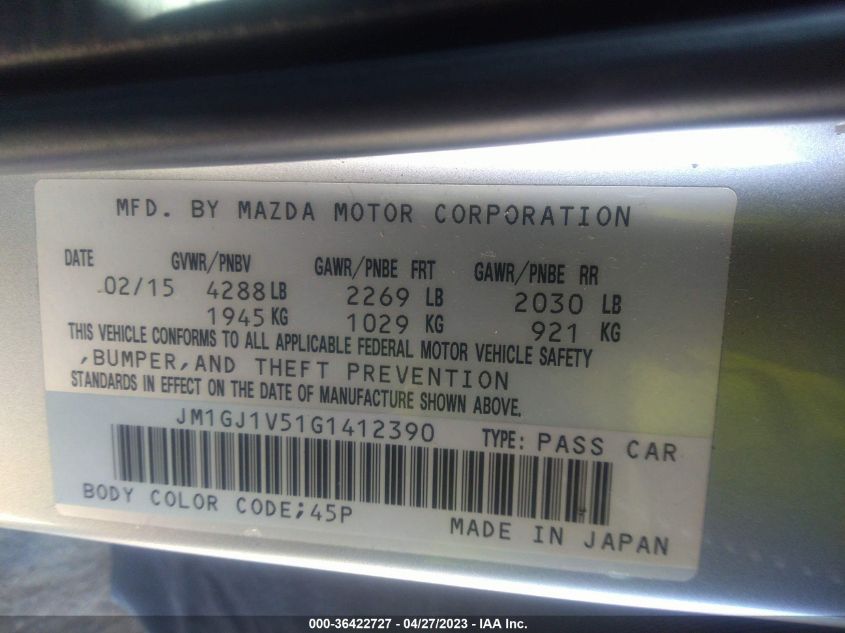 MFD. BY MAZDA MOTOR CORPORATION
DATE GVWR/PNBV GAWR/PNBE FRT GAWR/PNBE RR
02/15 4288 LB 2269 LB 2030 LB
1945 KG 1029 KG 921 KG
THIS VEHICLE CONFORMS TO ALL APPLICABLE FEDERAL MOTOR VEHICLE SAFETY
,BUMPER,AND THEFT PREVENTION
STANDARDS IN EFFECT ON THE DATE OF MANUFACTURE SHOWN ABOVE.
JM1GJ1V51G1412390 TYPE: PASS CAR
BODY COLOR CODE;45P
MADE IN JAPAN
000-36422727 - 04/27/2023 - IAA Inc.